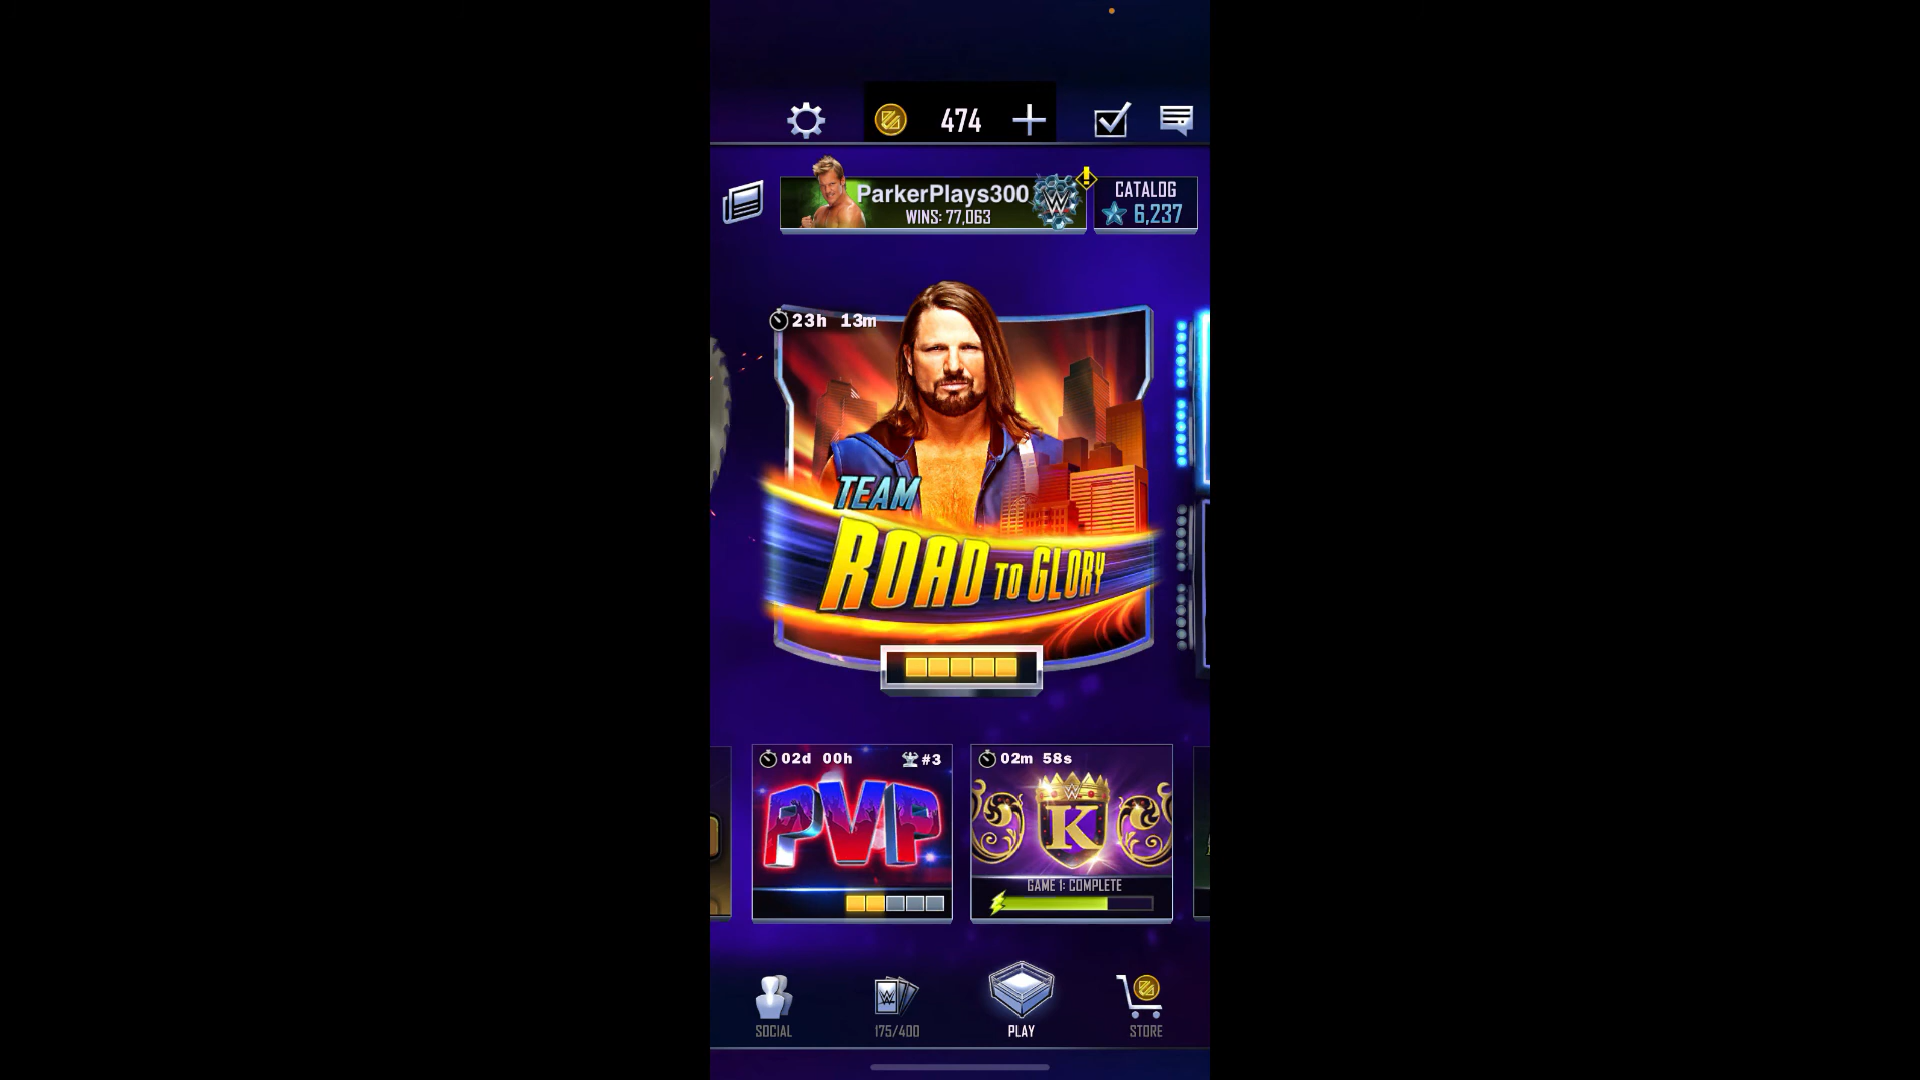 474
ParkerPlays300
WINS: 77,063
CATALOG
6,237
23h 13m
TEAM
ROAD TO GLORY
02d 00h
#3
PVP
02m 58s
K
GAME 1: COMPLETE
SOCIAL
175/400
PLAY
STORE